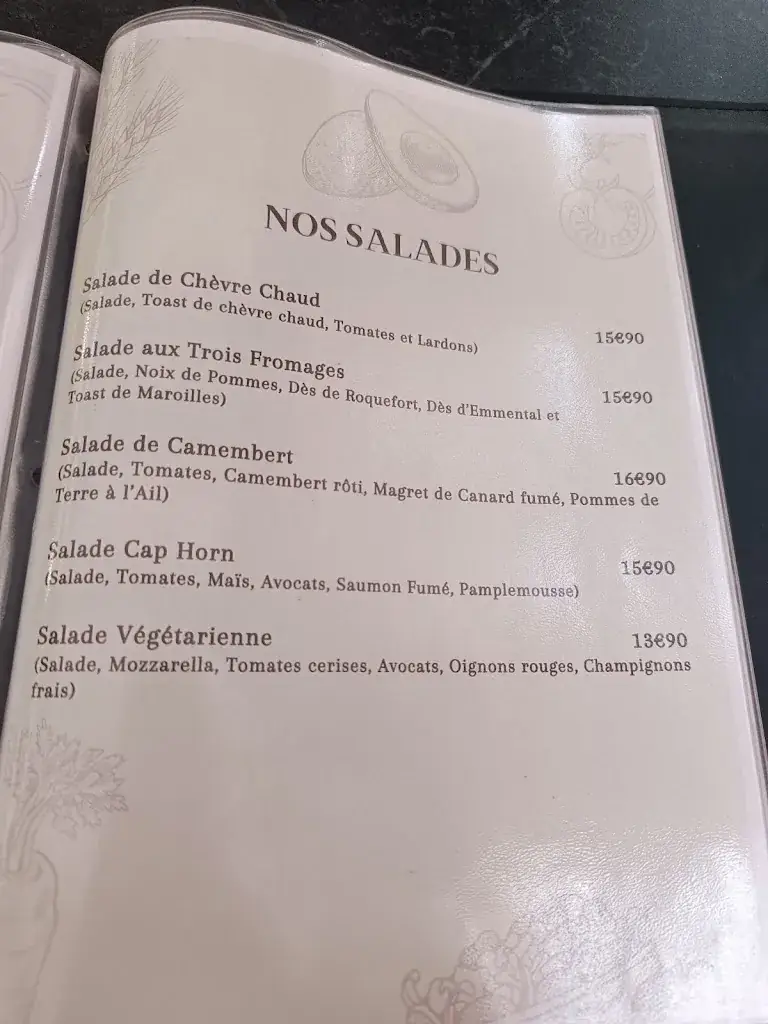 NOS SALADES
Salade de Chèvre Chaud
(Salade, Toast de chèvre chaud, Tomates et Lardons)
15€90
Salade aux Trois Fromages
(Salade, Noix de Pommes, Dès de Roquefort, Dès d'Emmental et
15€90
Toast de Maroilles)
Salade de Camembert
16€90
(Salade, Tomates, Camembert rôti, Magret de Canard fumé, Pommes de
Terre à l'Ail)
Salade Cap Horn
15€90
(Salade, Tomates, Maïs, Avocats, Saumon Fumé, Pamplemousse)
Salade Végétarienne
13€90
(Salade, Mozzarella, Tomates cerises, Avocats, Oignons rouges, Champignons
frais)